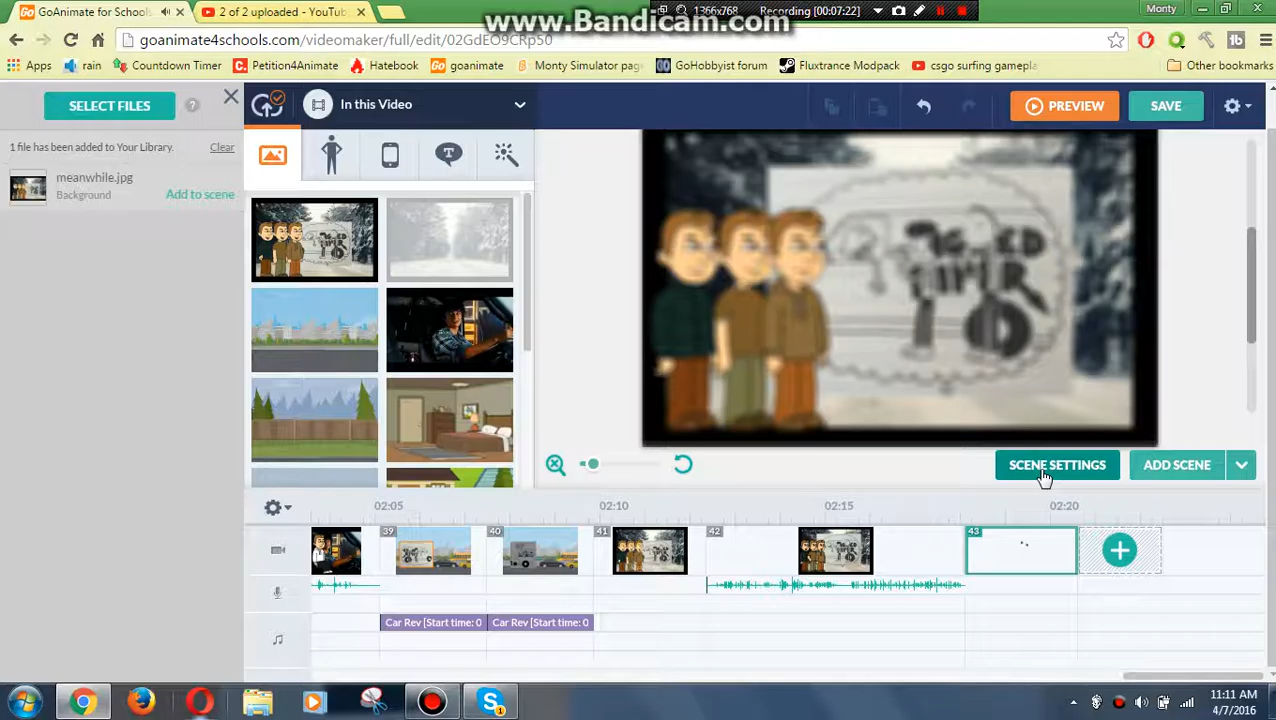 GoAnimate for Schools
2 of 2 uploaded - YouTube
1366x768
Recording [00:07:22]
Monty
www.Bandicam.com
goanimate4schools.com/videomaker/full/edit/02GdEO9CRp50
Apps
rain
Countdown Timer
Petition4Animate
Hatebook
goanimate
Monty Simulator page
GoHobbyist forum
Fluxtrance Modpack
csgo surfing gamepla
Other bookmarks
SELECT FILES
?
In this Video
PREVIEW
SAVE
1 file has been added to Your Library.
Clear
meanwhile.jpg
Background
Add to scene
SCENE SETTINGS
ADD SCENE
02:05
02:10
02:15
02:20
39
40
41
42
43
Car Rev [Start time: 0
Car Rev [Start time: 0
11:11 AM
4/7/2016